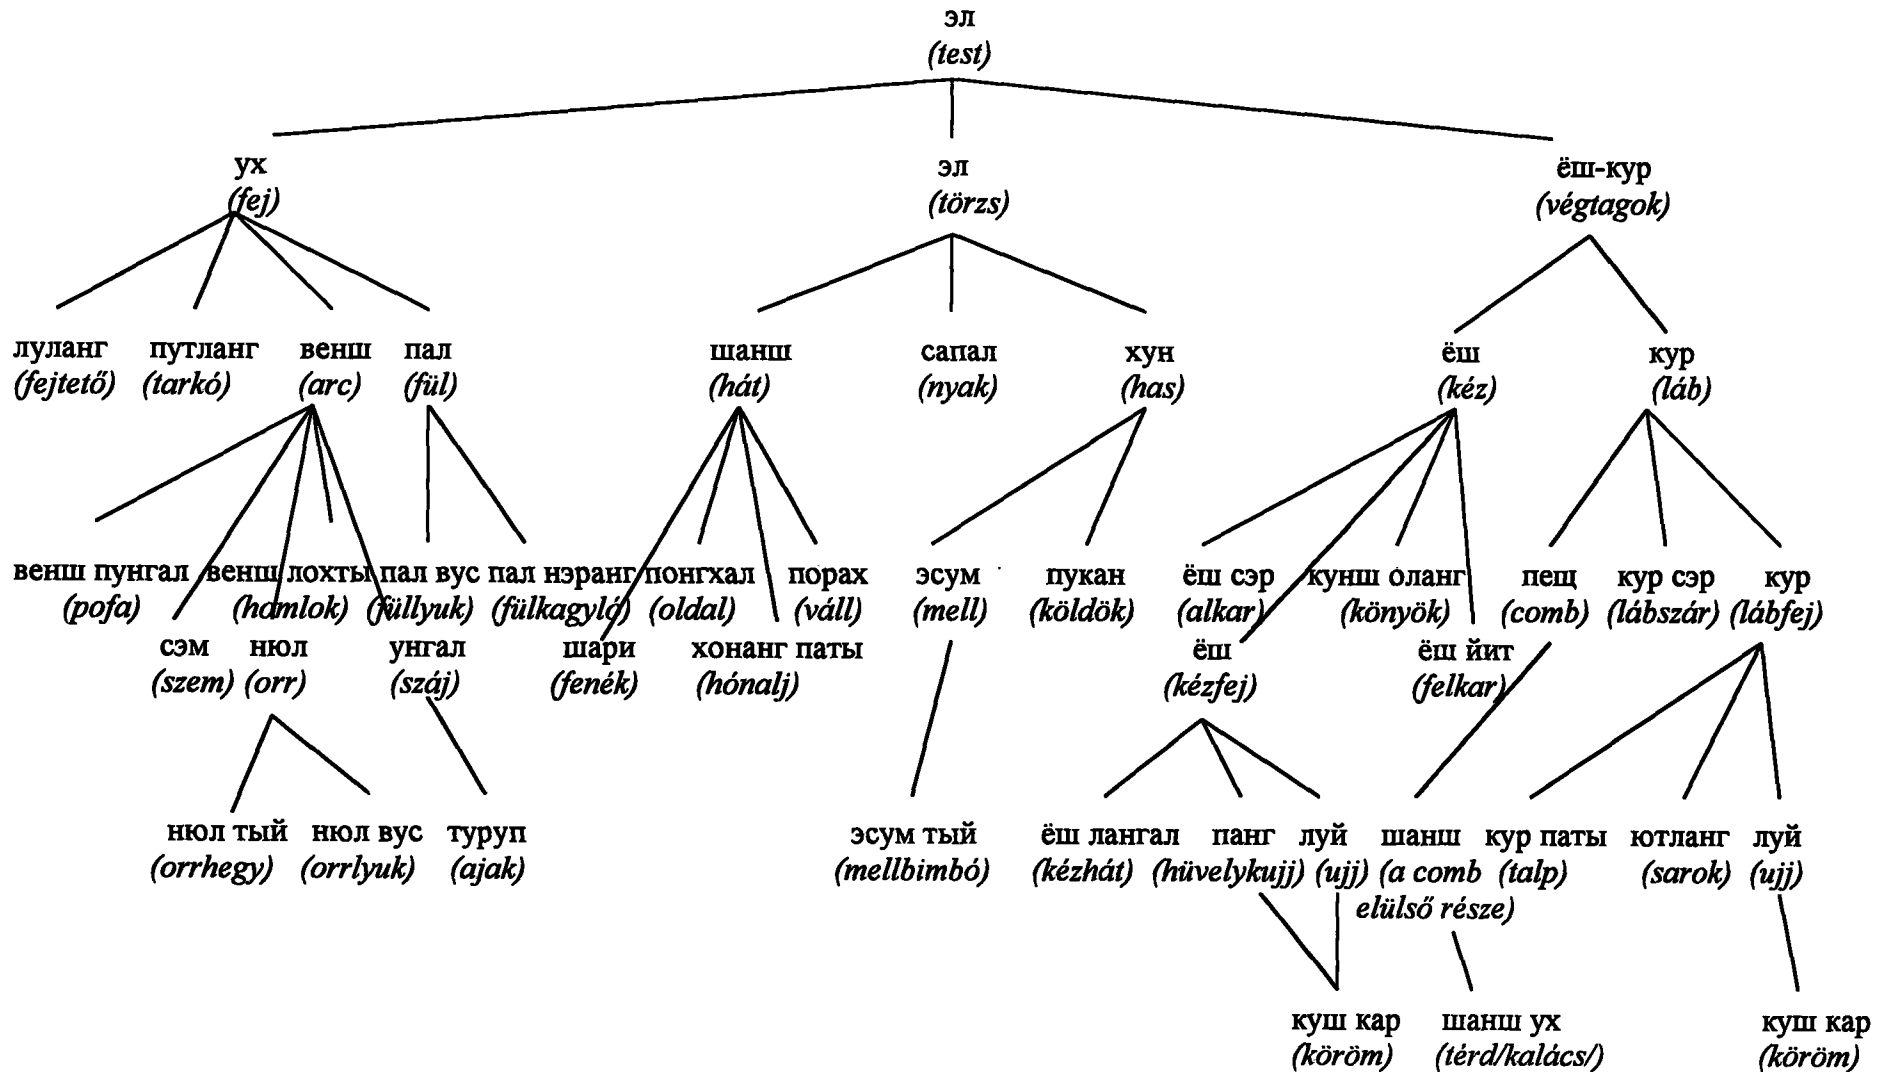 эл
(test)
ух эл ёш-кур
(fej) (törzs) (végtagok)
луланг путланг венш пал шанш сапал хун ёш кур
(fejtető) (tarkó) (arc) (fül) (hát) (nyak) (has) (kéz) (láb)
венш пунгал венш лохты пал вус пал нэранг понгхал порах эсум пукан ёш сэр кунш оланг пещ кур сэр кур
(pofa) (homlok) (füllyuk) (fülkagyló) (oldal) (váll) (mell) (köldök) (alkar) (könyök) (comb) (lábszár) (lábfej)
сэм нюл унгал шари хонанг паты ёш ёш йит
(szem) (orr) (száj) (fenék) (hónalj) (kézfej) (felkar)
нюл тый нюл вус туруп эсум тый ёш лангал панг луй шанш кур паты ютланг луй
(orrhegy) (orrlyuk) (ajak) (mellbimbó) (kézhát) (hüvelykujj) (ujj) (a comb (talp) (sarok) (ujj)
elülső része)
куш кар шанш ух куш кар
(köröm) (térd/kalács/) (köröm)